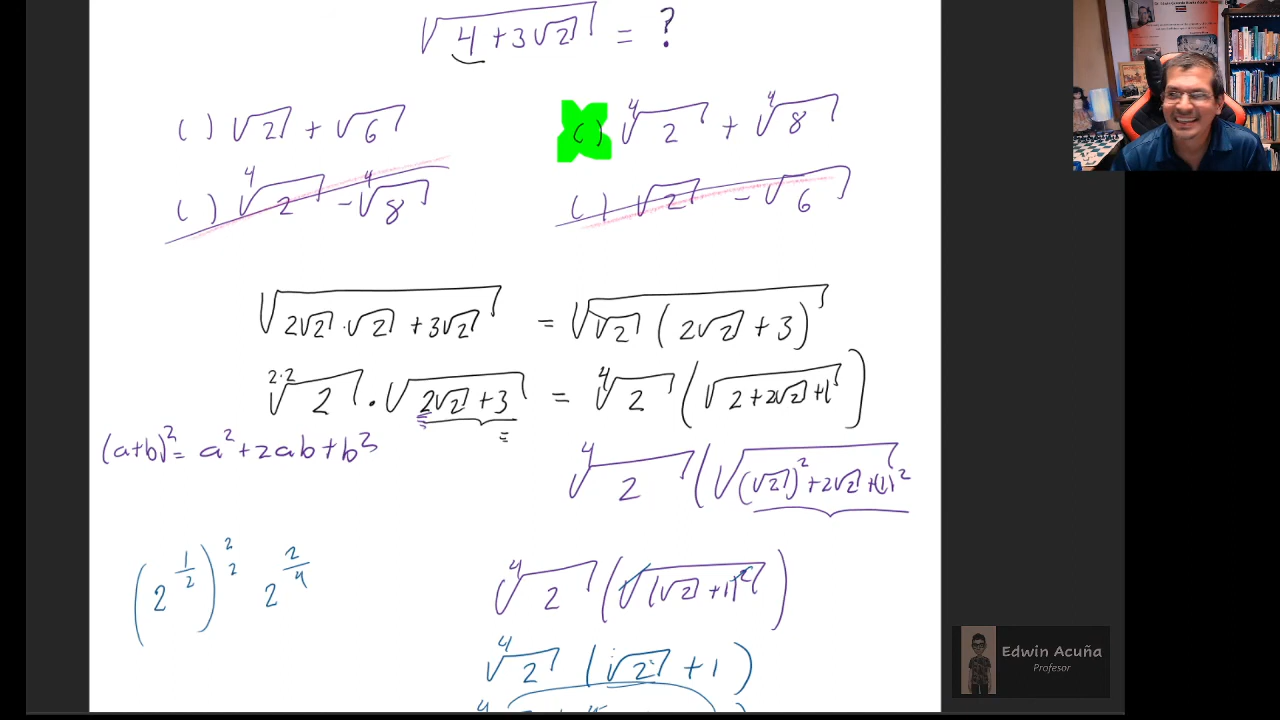 √(4 + 3√2) = ?
( ) √2 + √6
( ) ⁴√2 + ⁴√8
( ) ⁴√2 - ⁴√8
( ) √2 - √6
√(2√2 · √2 + 3√2) = √(√2 (2√2 + 3))
²·²√2 · √(2√2 + 3) = ⁴√2 (√(2 + 2√2 + 1))
(a+b)² = a² + 2ab + b²
⁴√2 (√((√2)² + 2√2 + (1)²))
(2^(1/2))^(2/2) 2^(2/4)
⁴√2 (√((√2 + 1)²))
⁴√2 (√2 + 1)
Edwin Acuña
Profesor